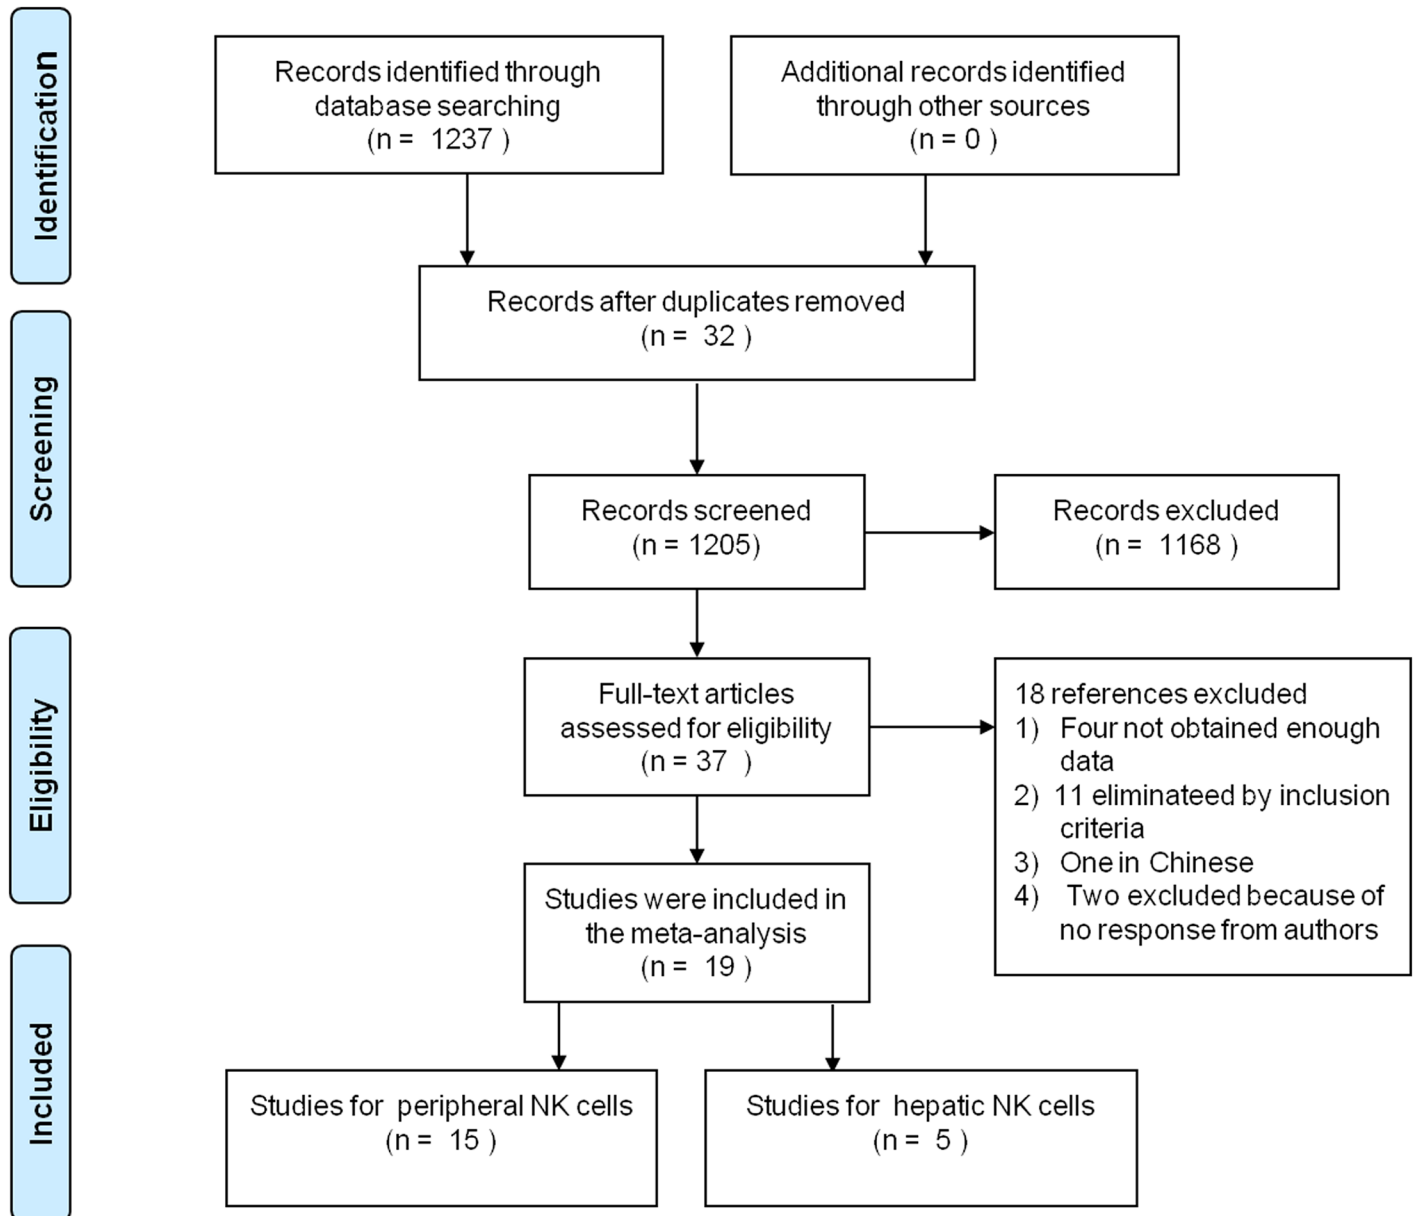 Identification
Records identified through
database searching
(n = 1237 )
Additional records identified
through other sources
(n = 0 )
Records after duplicates removed
(n = 32 )
Screening
Records screened
(n = 1205)
Records excluded
(n = 1168 )
Eligibility
Full-text articles
assessed for eligibility
(n = 37 )
18 references excluded
1) Four not obtained enough
data
2) 11 eliminateed by inclusion
criteria
3) One in Chinese
4) Two excluded because of
no response from authors
Studies were included in
the meta-analysis
(n = 19 )
Included
Studies for peripheral NK cells
(n = 15 )
Studies for hepatic NK cells
(n = 5 )